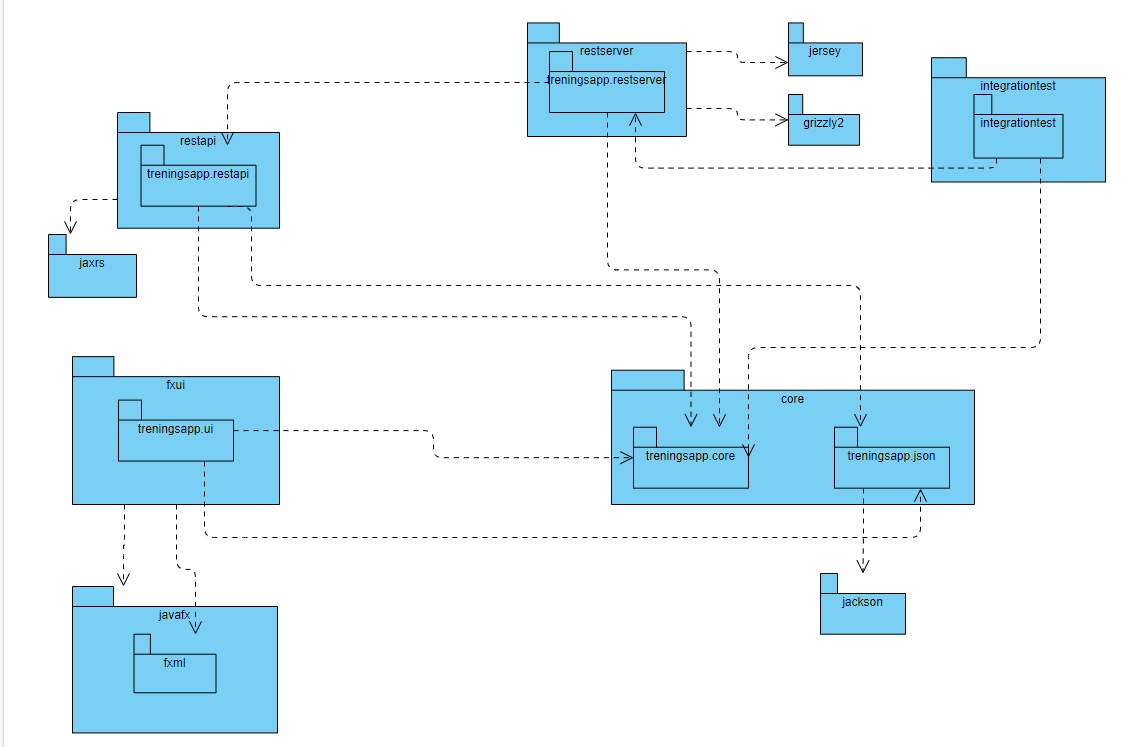 restserver
treningsapp.restserver
jersey
grizzly2
integrationtest
integrationtest
restapi
treningsapp.restapi
jaxrs
fxui
treningsapp.ui
core
treningsapp.core
treningsapp.json
jackson
javafx
fxml